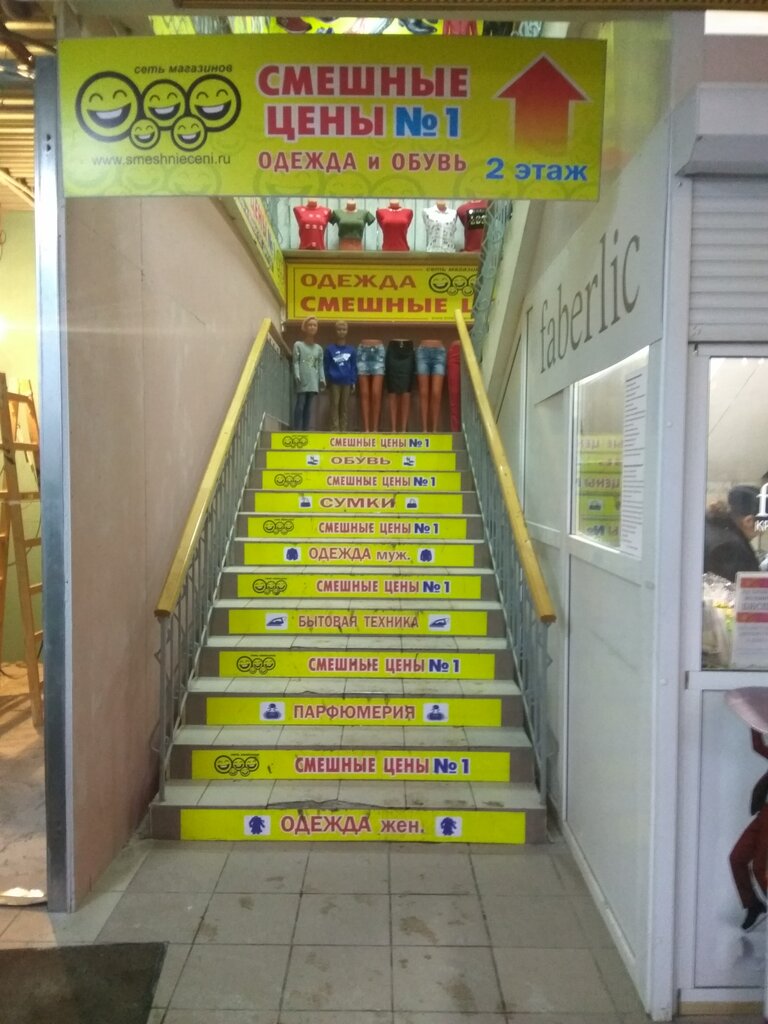 сеть магазинов
СМЕШНЫЕ
ЦЕНЫ №1
www.smeshnieceni.ru
ОДЕЖДА и ОБУВЬ
2 этаж
ОДЕЖДА
сеть
СМЕШНЫЕ Ц
faberlic
СМЕШНЫЕ ЦЕНЫ №1
ОБУВЬ
СМЕШНЫЕ ЦЕНЫ №1
СУМКИ
СМЕШНЫЕ ЦЕНЫ №1
ОДЕЖДА муж.
СМЕШНЫЕ ЦЕНЫ №1
БЫТОВАЯ ТЕХНИКА
СМЕШНЫЕ ЦЕНЫ №1
ПАРФЮМЕРИЯ
СМЕШНЫЕ ЦЕНЫ №1
ОДЕЖДА жен.